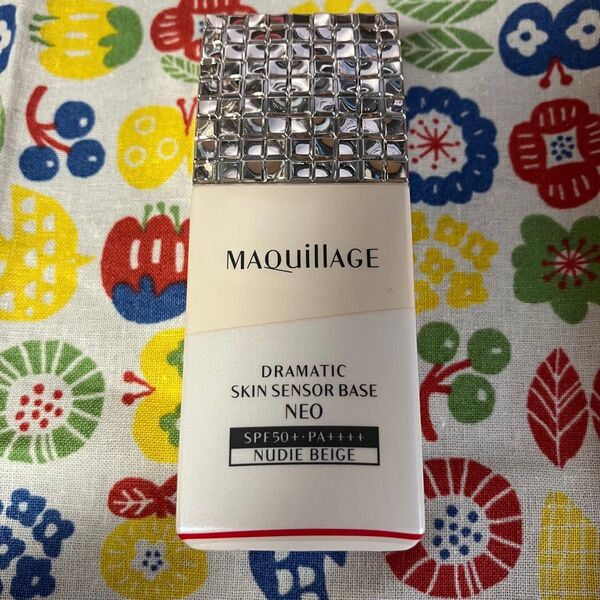 MAQuillAGE
DRAMATIC
SKIN SENSOR BASE
NEO
SPF50+・PA++++
NUDIE BEIGE